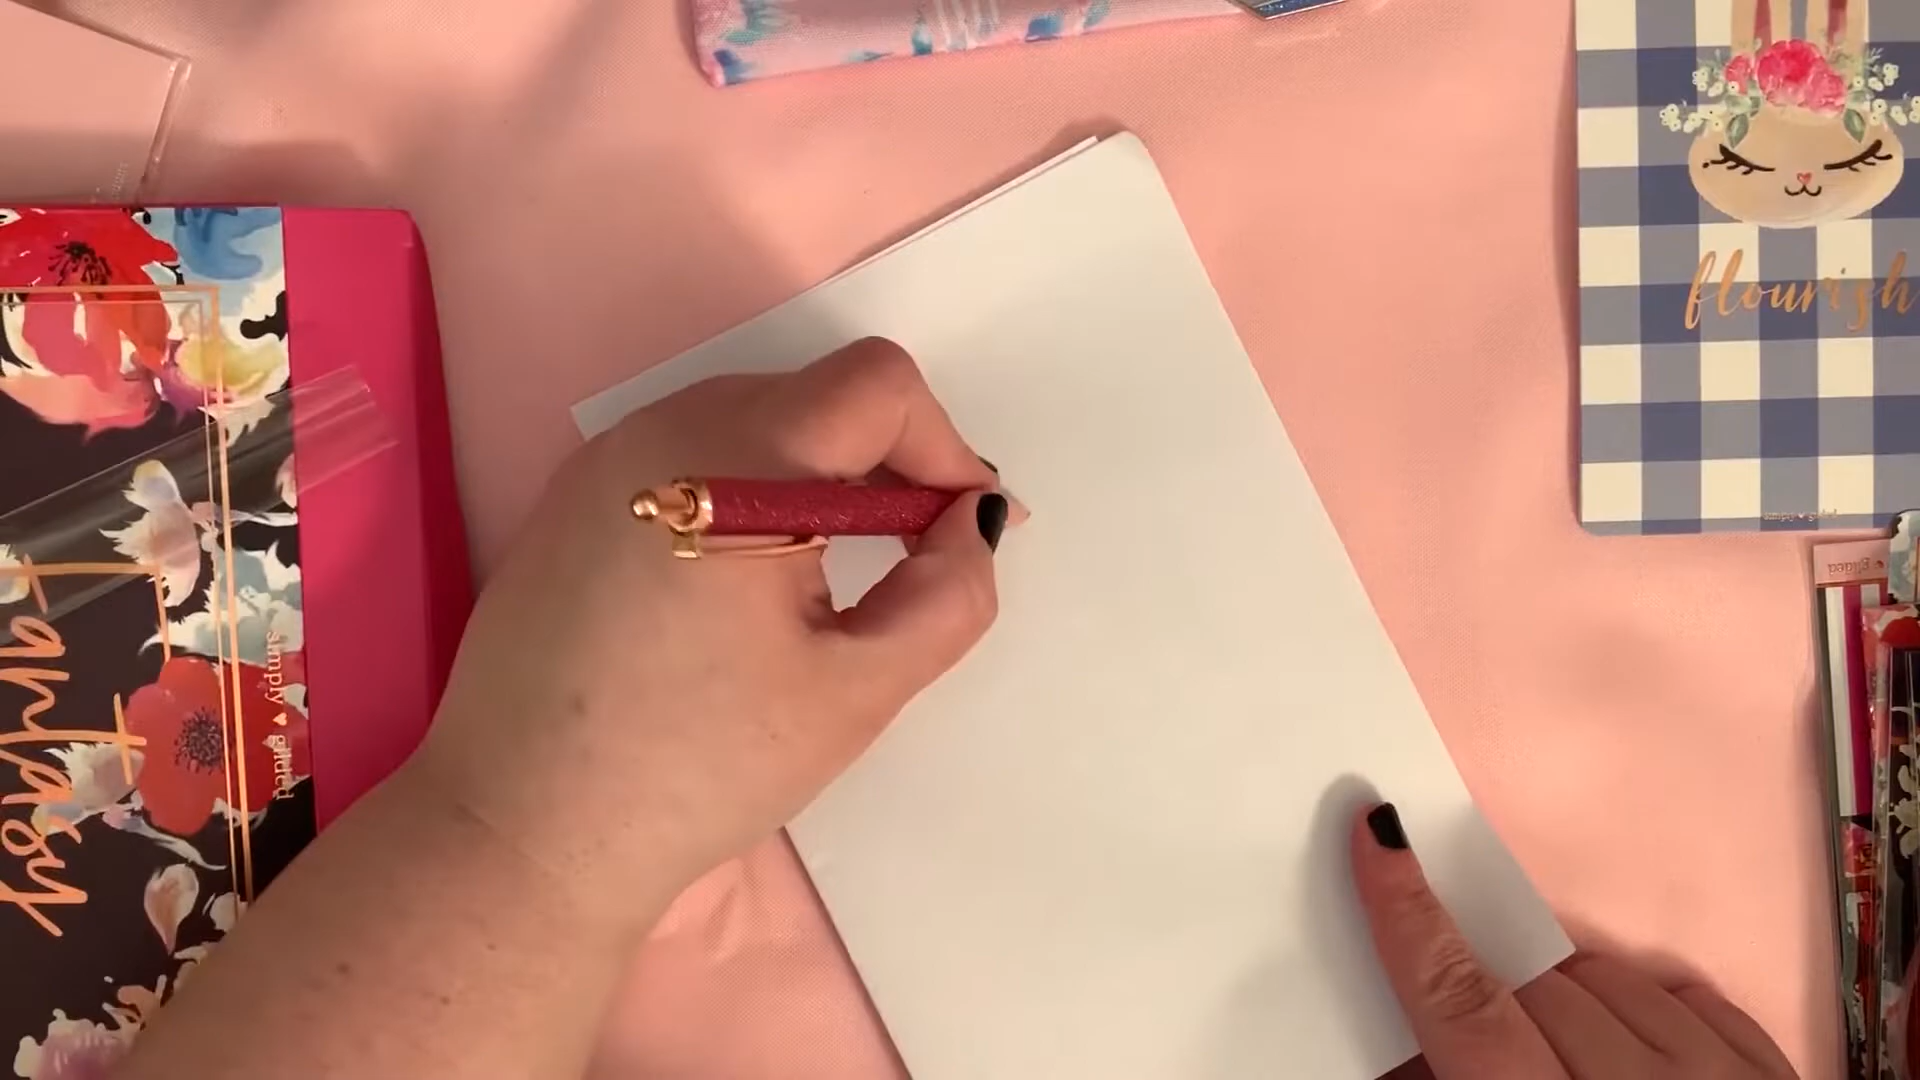 flourish
simply ♥ gilded
simply ♥ gilded
Fantasy
gilded